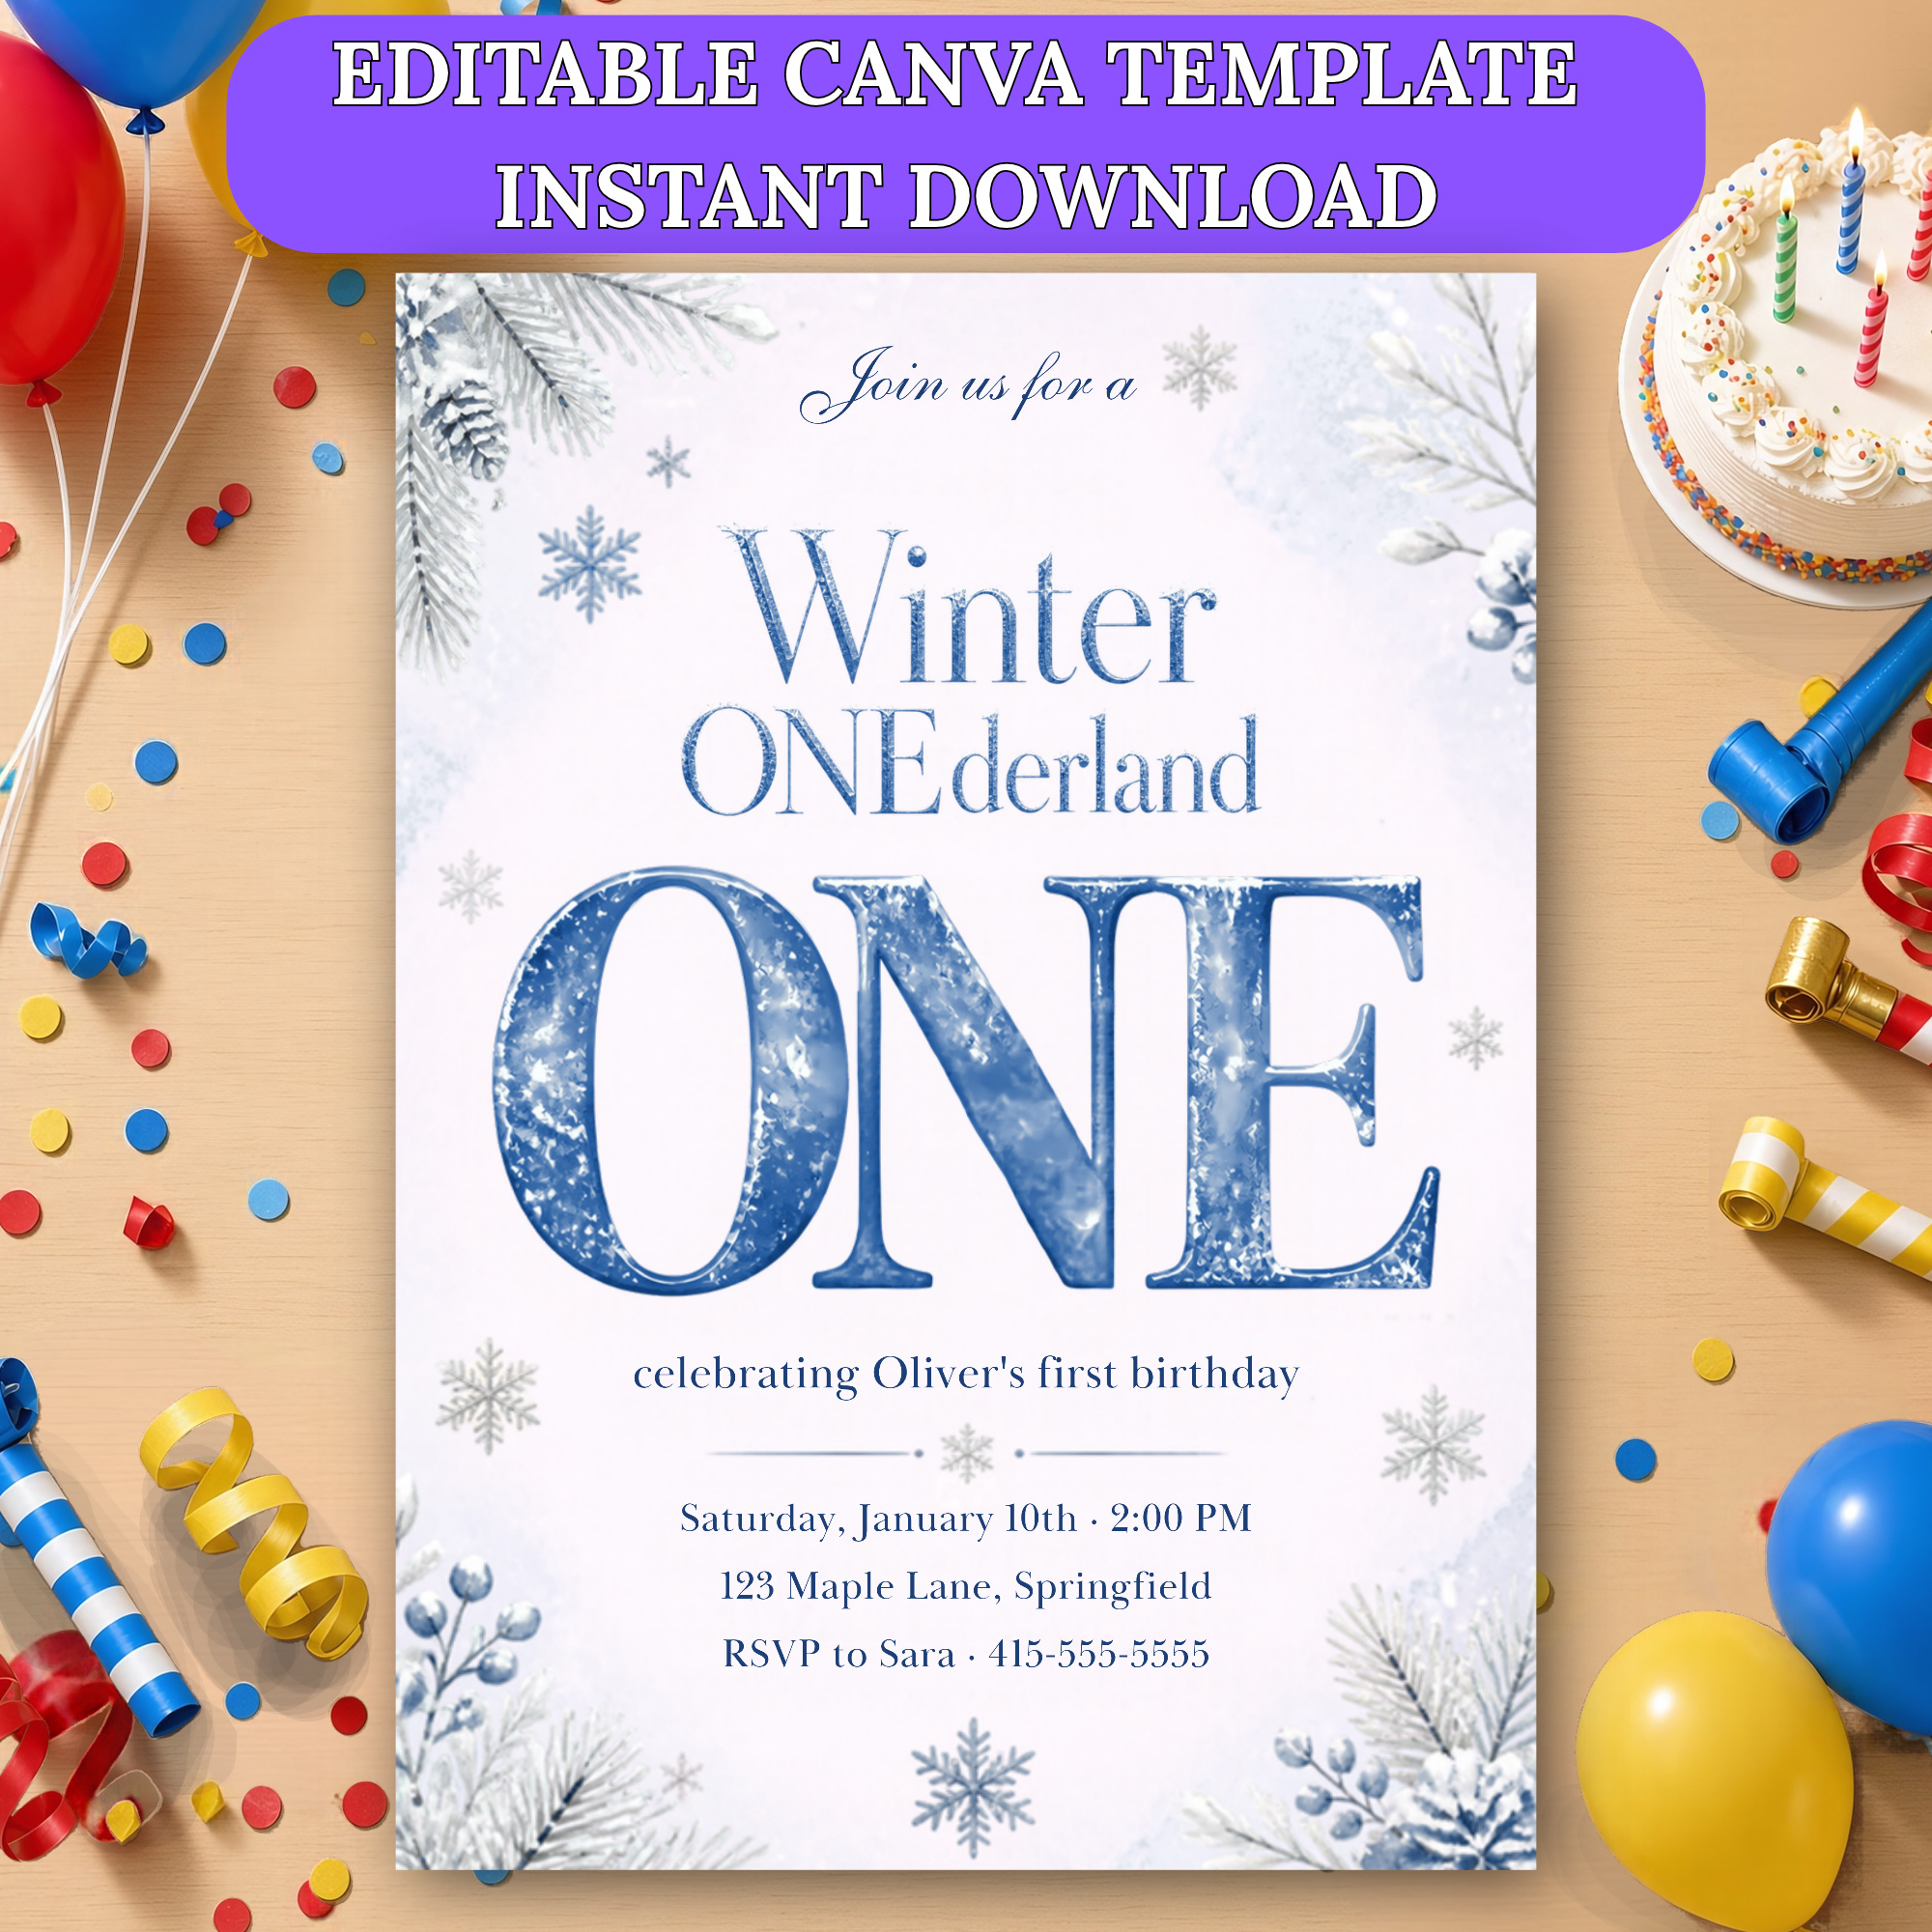 EDITABLE CANVA TEMPLATE
INSTANT DOWNLOAD
Join us for a
Winter
ONEderland
ONE
celebrating Oliver's first birthday
Saturday, January 10th · 2:00 PM
123 Maple Lane, Springfield
RSVP to Sara · 415-555-5555